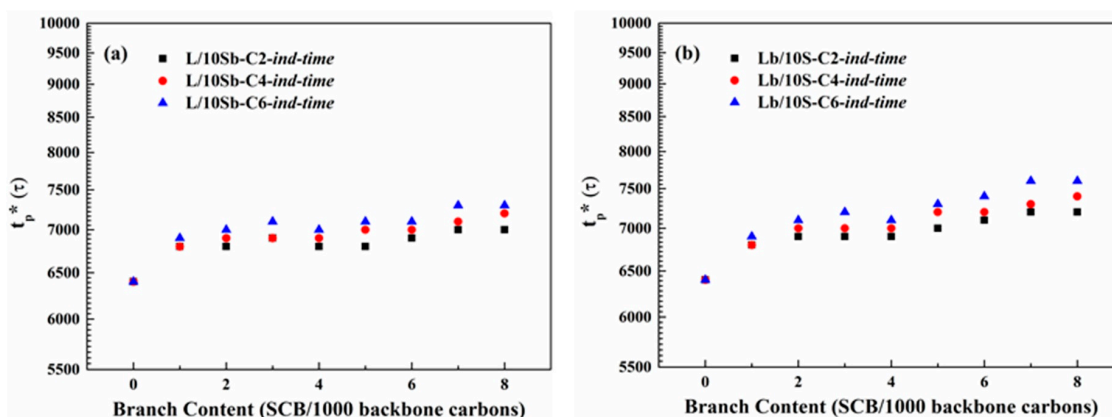 (a)
L/10Sb-C2-ind-time
L/10Sb-C4-ind-time
L/10Sb-C6-ind-time
10000
9500
9000
8500
8000
7500
7000
6500
6000
5500
tp* (τ)
0 2 4 6 8
Branch Content (SCB/1000 backbone carbons)
(b)
Lb/10S-C2-ind-time
Lb/10S-C4-ind-time
Lb/10S-C6-ind-time
10000
9500
9000
8500
8000
7500
7000
6500
6000
5500
tp* (τ)
0 2 4 6 8
Branch Content (SCB/1000 backbone carbons)